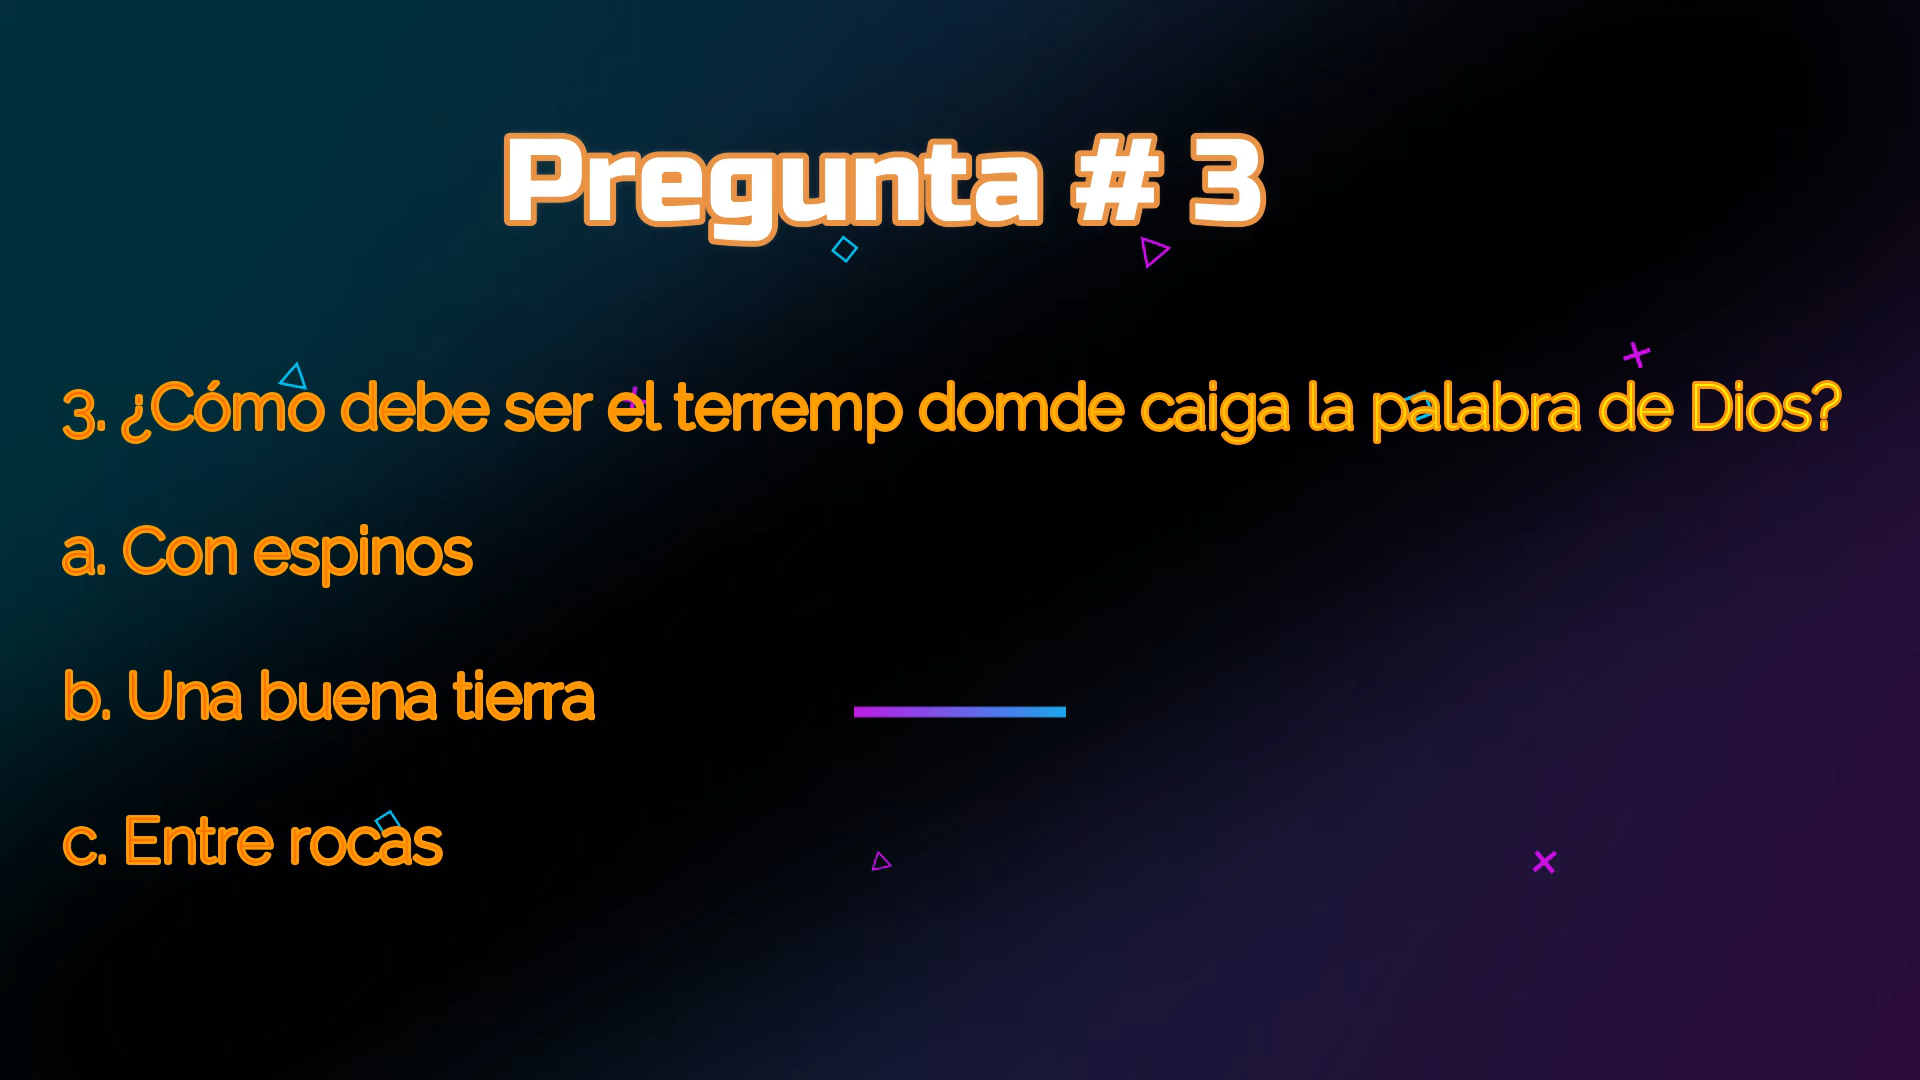 Pregunta # 3
3. ¿Cómo debe ser el terremp domde caiga la palabra de Dios?
a. Con espinos
b. Una buena tierra
c. Entre rocas